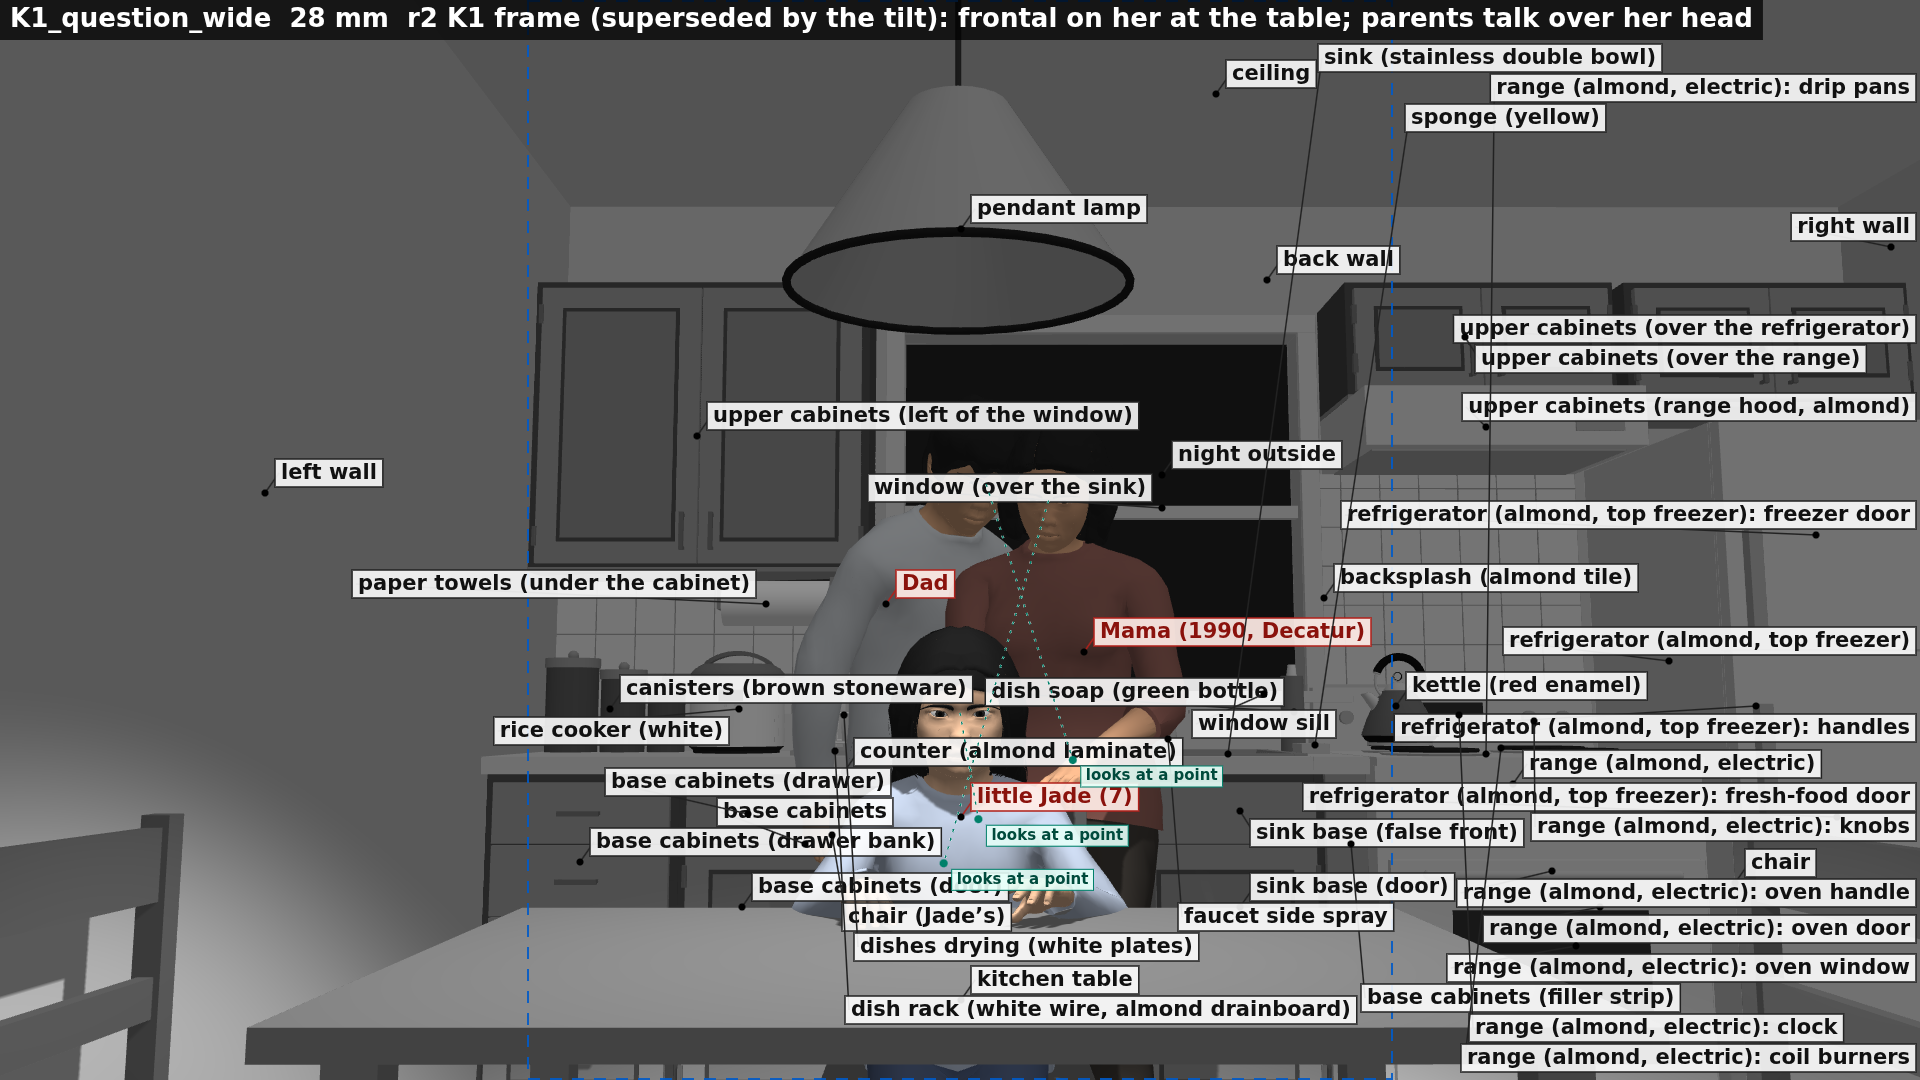 K1_question_wide 28 mm r2 K1 frame (superseded by the tilt): frontal on her at the table; parents talk over her head
sink (stainless double bowl)
ceiling
range (almond, electric): drip pans
sponge (yellow)
pendant lamp
right wall
back wall
upper cabinets (over the refrigerator)
upper cabinets (over the range)
upper cabinets (range hood, almond)
upper cabinets (left of the window)
night outside
left wall
window (over the sink)
refrigerator (almond, top freezer): freezer door
backsplash (almond tile)
paper towels (under the cabinet)
Dad
Mama (1990, Decatur)
refrigerator (almond, top freezer)
canisters (brown stoneware)
dish soap (green bottle)
kettle (red enamel)
rice cooker (white)
window sill
refrigerator (almond, top freezer): handles
counter (almond laminate)
range (almond, electric)
looks at a point
base cabinets (drawer)
little Jade (7)
refrigerator (almond, top freezer): fresh-food door
base cabinets
looks at a point
sink base (false front)
range (almond, electric): knobs
base cabinets (drawer bank)
chair
looks at a point
base cabinets (door)
sink base (door)
range (almond, electric): oven handle
chair (Jade’s)
faucet side spray
range (almond, electric): oven door
dishes drying (white plates)
range (almond, electric): oven window
kitchen table
base cabinets (filler strip)
dish rack (white wire, almond drainboard)
range (almond, electric): clock
range (almond, electric): coil burners